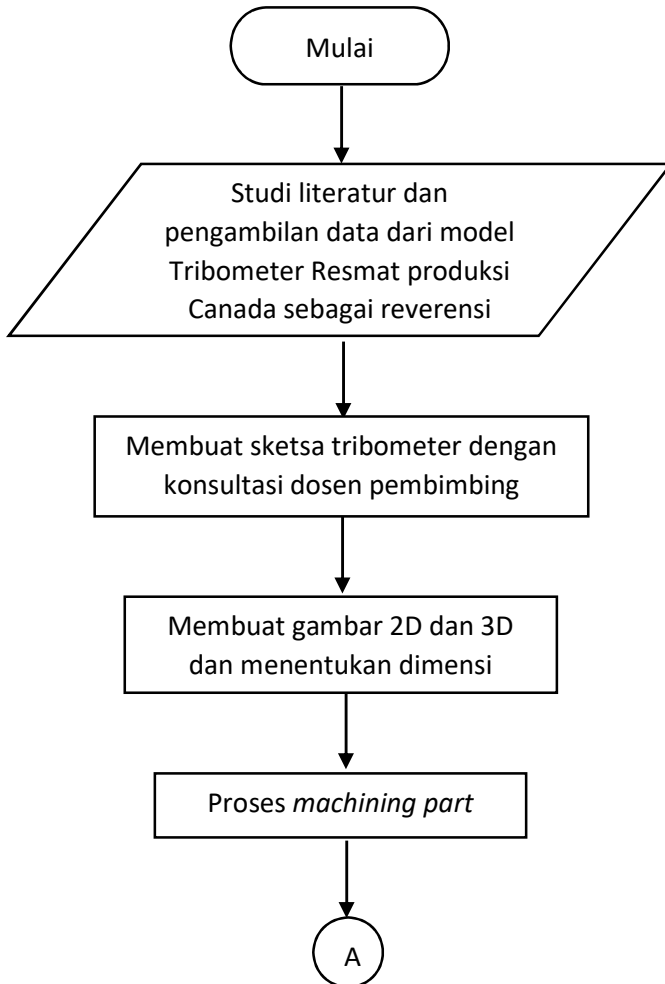 Mulai
Studi literatur dan
pengambilan data dari model
Tribometer Resmat produksi
Canada sebagai reverensi
Membuat sketsa tribometer dengan
konsultasi dosen pembimbing
Membuat gambar 2D dan 3D
dan menentukan dimensi
Proses machining part
A